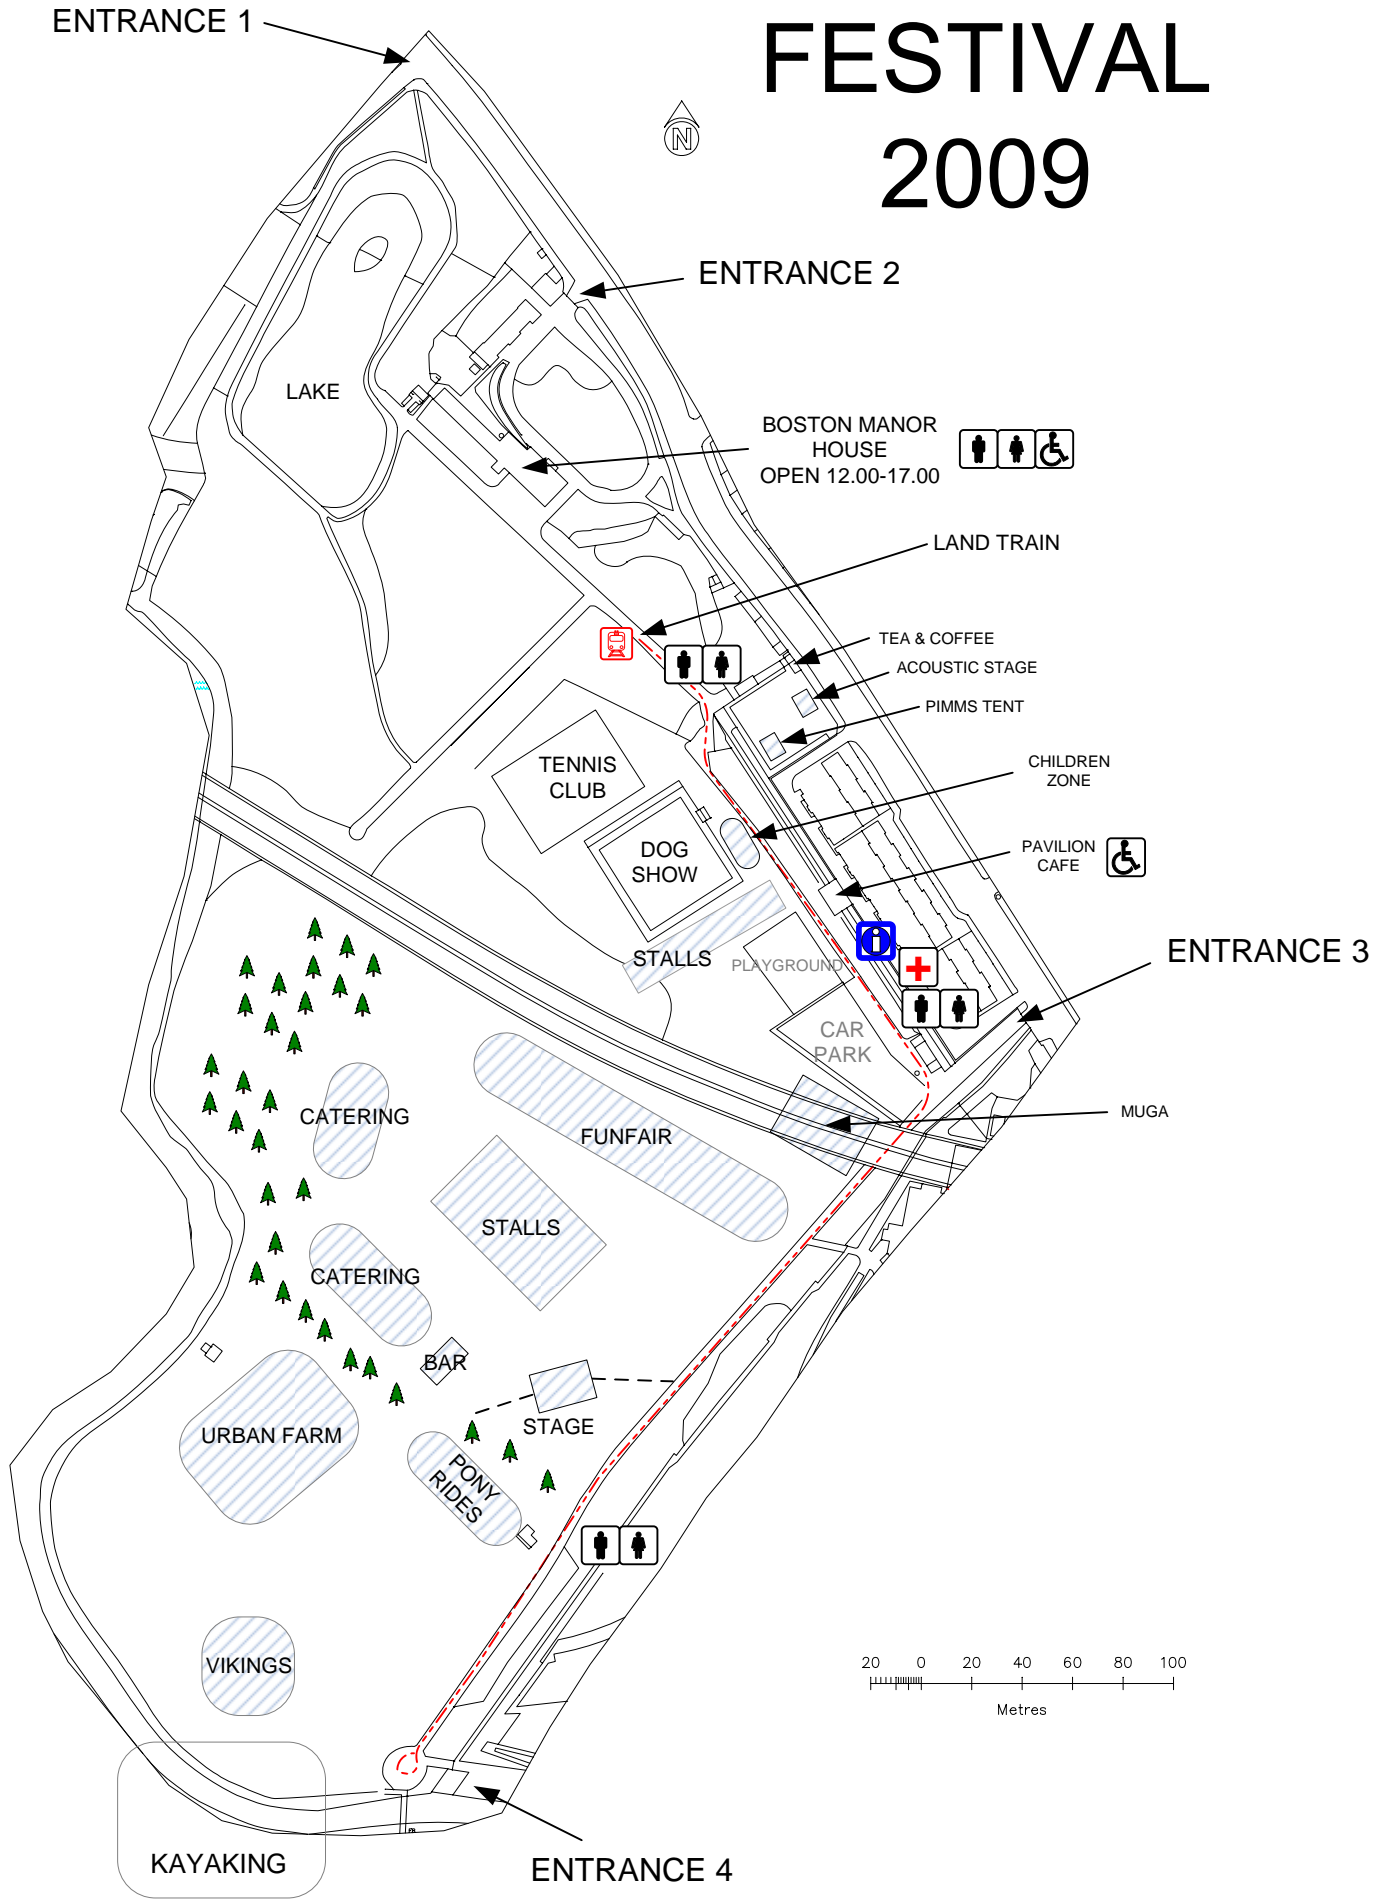 ENTRANCE 1
FESTIVAL
2009
N
ENTRANCE 2
LAKE
BOSTON MANOR
HOUSE
OPEN 12.00-17.00
LAND TRAIN
TEA & COFFEE
ACOUSTIC STAGE
PIMMS TENT
TENNIS
CLUB
CHILDREN
ZONE
DOG
SHOW
PAVILION
CAFE
STALLS
PLAYGROUND
ENTRANCE 3
CAR
PARK
CATERING
FUNFAIR
MUGA
STALLS
CATERING
BAR
STAGE
URBAN FARM
PONY
RIDES
VIKINGS
20 0 20 40 60 80 100
Metres
KAYAKING
ENTRANCE 4